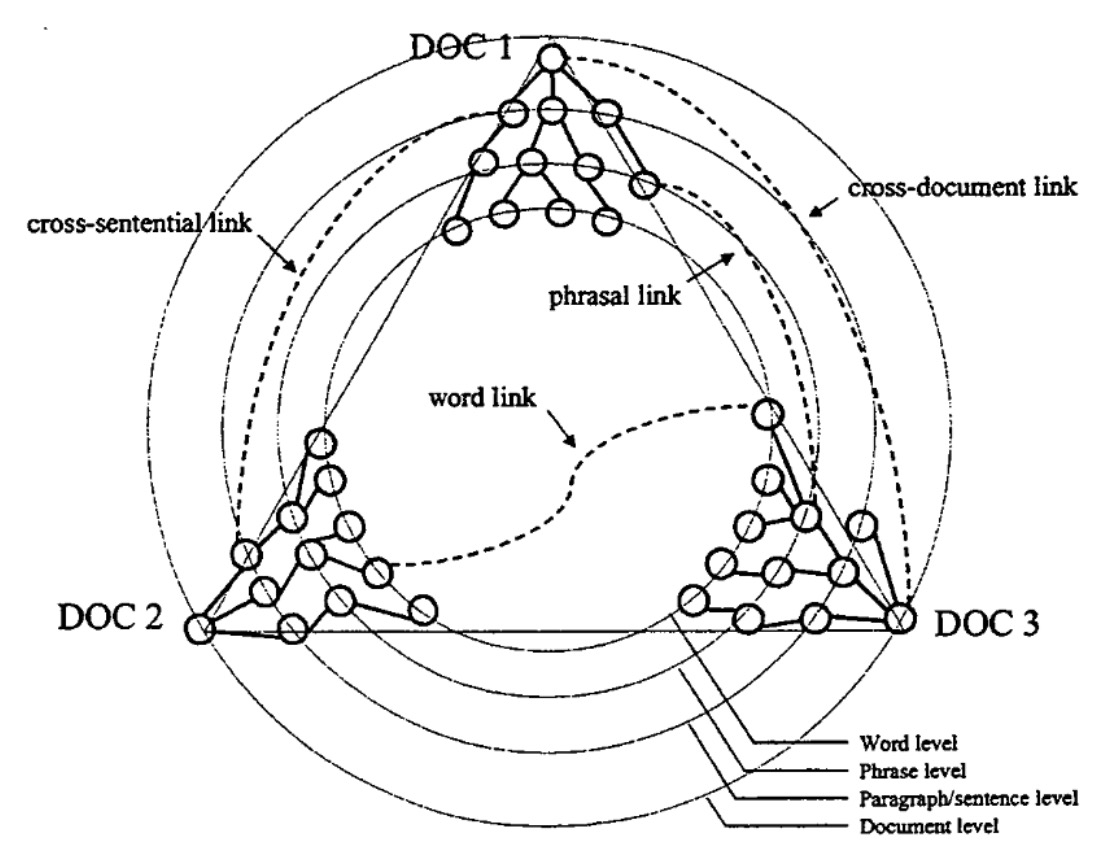 DOC 1
cross-document link
cross-sentential link
phrasal link
word link
DOC 2
DOC 3
Word level
Phrase level
Paragraph/sentence level
Document level